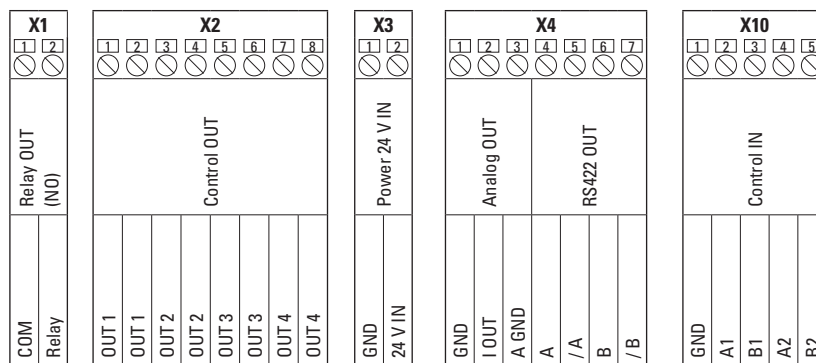 X1
1 2
Relay OUT
(NO)
COM
Relay
X2
1 2 3 4 5 6 7 8
Control OUT
OUT 1
OUT 1
OUT 2
OUT 2
OUT 3
OUT 3
OUT 4
OUT 4
X3
1 2
Power 24 V IN
GND
24 V IN
X4
1 2 3 4 5 6 7
Analog OUT
RS422 OUT
GND
I OUT
A GND
A
/ A
B
/ B
X10
1 2 3 4 5
Control IN
GND
A1
B1
A2
B2